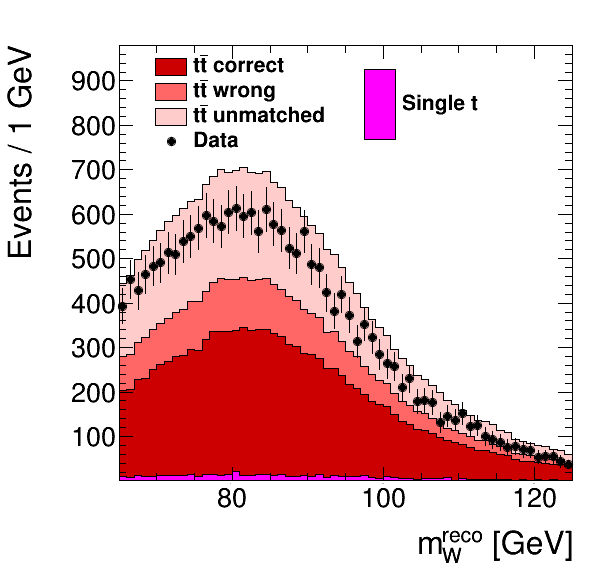 Events / 1 GeV
tt̄ correct
tt̄ wrong
tt̄ unmatched
Data
Single t
900
800
700
600
500
400
300
200
100
80
100
120
m_W^reco [GeV]